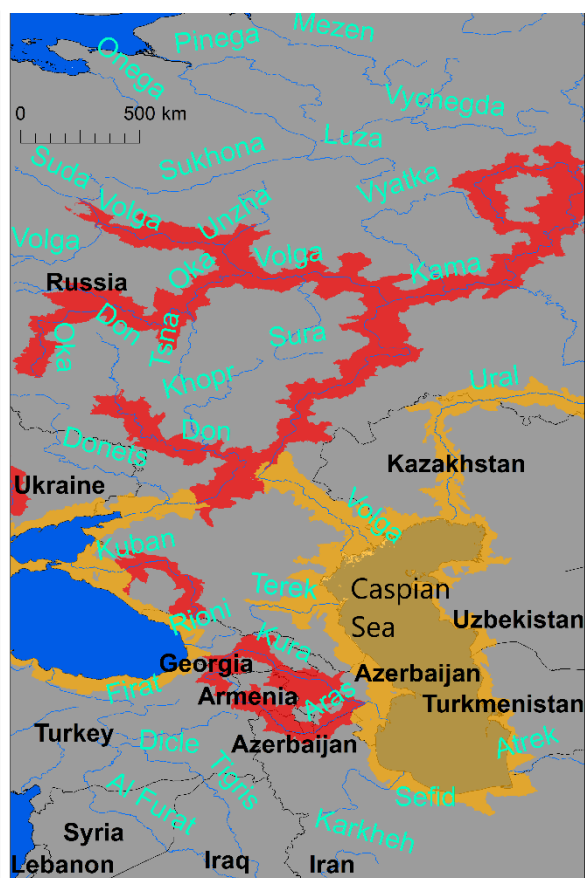 Mezen
Pinega
Onega
Vychegda
0 500 km
Luza
Sukhona
Suda
Vyatka
Volga
Unzha
Volga
Volga
Oka
Kama
Russia
Don
Tsna
Sura
Oka
Khopr
Ural
Don
Donets
Kazakhstan
Ukraine
Volga
Kuban
Terek
Caspian
Sea
Rioni
Uzbekistan
Kura
Georgia
Azerbaijan
Firat
Armenia
Aras
Turkmenistan
Turkey
Dicle
Azerbaijan
Atrek
Tigris
Al Furat
Sefid
Karkheh
Syria
Lebanon
Iraq
Iran